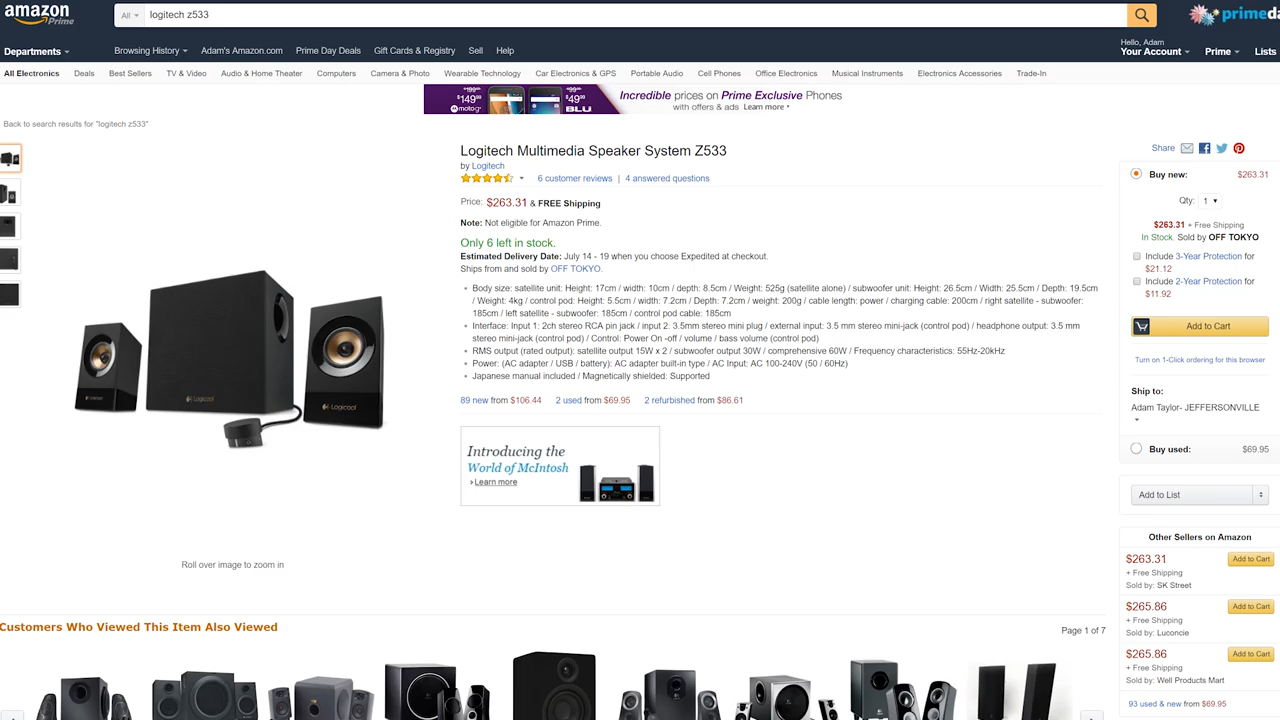 amazon
Prime
All
logitech z533
primeda
Departments
Browsing History
Adam's Amazon.com
Prime Day Deals
Gift Cards & Registry
Sell
Help
Hello, Adam
Your Account
Prime
Lists
All Electronics
Deals
Best Sellers
TV & Video
Audio & Home Theater
Computers
Camera & Photo
Wearable Technology
Car Electronics & GPS
Portable Audio
Cell Phones
Office Electronics
Musical Instruments
Electronics Accessories
Trade-In
$199.99
$149.99
moto g
$99.99
$49.99
BLU
Incredible prices on Prime Exclusive Phones
with offers & ads Learn more
Back to search results for "logitech z533"
Logitech Multimedia Speaker System Z533
by Logitech
6 customer reviews | 4 answered questions
Price: $263.31 & FREE Shipping
Note: Not eligible for Amazon Prime.
Only 6 left in stock.
Estimated Delivery Date: July 14 - 19 when you choose Expedited at checkout.
Ships from and sold by OFF TOKYO.
Body size: satellite unit: Height: 17cm / width: 10cm / depth: 8.5cm / Weight: 525g (satellite alone) / subwoofer unit: Height: 26.5cm / Width: 25.5cm / Depth: 19.5cm
/ Weight: 4kg / control pod: Height: 5.5cm / width: 7.2cm / Depth: 7.2cm / weight: 200g / cable length: power / charging cable: 200cm / right satellite - subwoofer:
185cm / left satellite - subwoofer: 185cm / control pod cable: 185cm
Interface: Input 1: 2ch stereo RCA pin jack / input 2: 3.5mm stereo mini plug / external input: 3.5 mm stereo mini-jack (control pod) / headphone output: 3.5 mm
stereo mini-jack (control pod) / Control: Power On -off / volume / bass volume (control pod)
RMS output (rated output): satellite output 15W x 2 / subwoofer output 30W / comprehensive 60W / Frequency characteristics: 55Hz-20kHz
Power: (AC adapter / USB / battery): AC adapter built-in type / AC Input: AC 100-240V (50 / 60Hz)
Japanese manual included / Magnetically shielded: Supported
89 new from $106.44
2 used from $69.95
2 refurbished from $86.61
Introducing the
World of McIntosh
Learn more
Logicool
Logicool
Logicool
Roll over image to zoom in
Share
Buy new:
$263.31
Qty: 1
$263.31 + Free Shipping
In Stock. Sold by OFF TOKYO
Include 3-Year Protection for
$21.12
Include 2-Year Protection for
$11.92
Add to Cart
Turn on 1-Click ordering for this browser
Ship to:
Adam Taylor- JEFFERSONVILLE
Buy used:
$69.95
Add to List
Other Sellers on Amazon
$263.31
Add to Cart
+ Free Shipping
Sold by: SK Street
$265.86
Add to Cart
+ Free Shipping
Sold by: Luconcie
$265.86
Add to Cart
+ Free Shipping
Sold by: Well Products Mart
93 used & new from $69.95
Customers Who Viewed This Item Also Viewed
Page 1 of 7